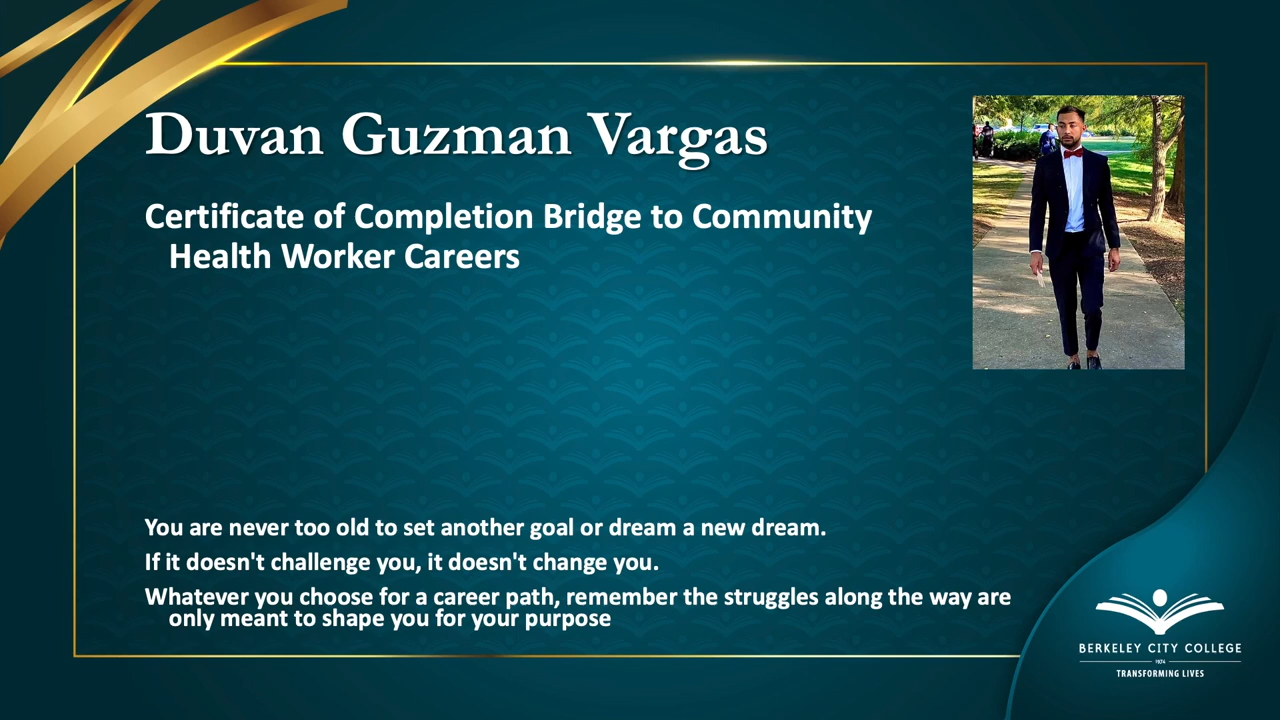 Duvan Guzman Vargas
Certificate of Completion Bridge to Community
Health Worker Careers
You are never too old to set another goal or dream a new dream.
If it doesn't challenge you, it doesn't change you.
Whatever you choose for a career path, remember the struggles along the way are
only meant to shape you for your purpose
BERKELEY CITY COLLEGE
1974
TRANSFORMING LIVES